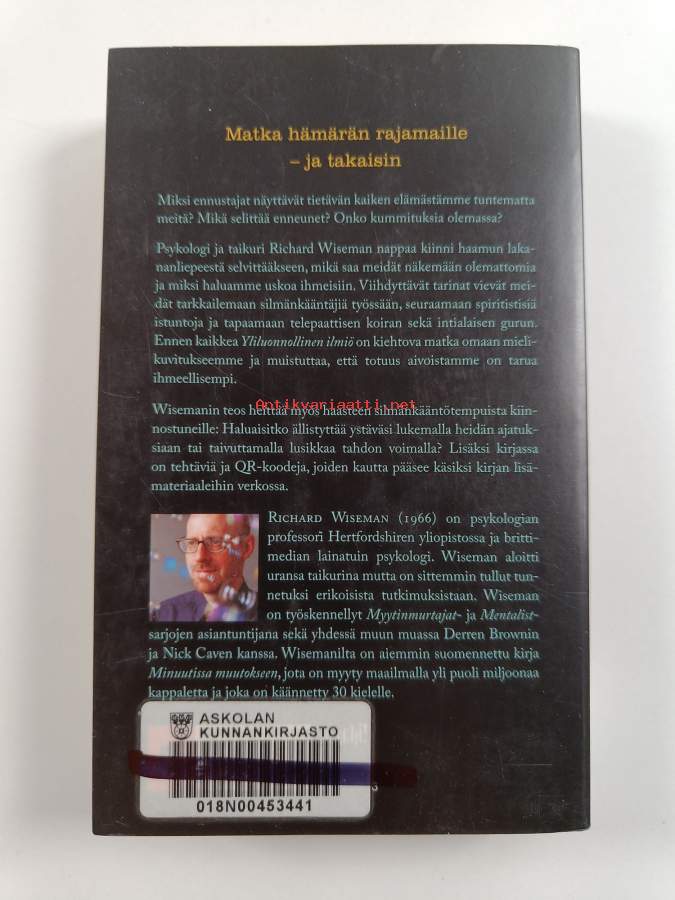 Matka hämärän rajamaille
– ja takaisin
Miksi ennustajat näyttävät tietävän kaiken elämästämme tuntematta
meitä? Mikä selittää enneunet? Onko kummituksia olemassa?
Psykologi ja taikuri Richard Wiseman nappaa kiinni haamun laka-
nanliepeestä selvittääkseen, mikä saa meidät näkemään olemattomia
ja miksi haluamme uskoa ihmeisiin. Viihdyttävät tarinat vievät mei-
dät tarkkailemaan silmänkääntäjiä työssään, seuraamaan spiritistisiä
istuntoja ja tapaamaan telepaattisen koiran sekä intialaisen gurun.
Ennen kaikkea Yliluonnollinen ilmiö on kiehtova matka omaan mieli-
kuvitukseemme ja muistuttaa, että totuus aivoistamme on tarua
ihmeellisempi.
Antikvariaatti.net
Wisemanin teos heittää myös haasteen silmänkääntötempuista kiin-
nostuneille: Haluaisitko ällistyttää ystäväsi lukemalla heidän ajatuk-
siaan tai taivuttamalla lusikkaa tahdon voimalla? Lisäksi kirjassa
on tehtäviä ja QR-koodeja, joiden kautta pääsee käsiksi kirjan lisä-
materiaaleihin verkossa.
Richard Wiseman (1966) on psykologian
professori Hertfordshiren yliopistossa ja britti-
median lainatuin psykologi. Wiseman aloitti
uransa taikurina mutta on sittemmin tullut tun-
netuksi erikoisista tutkimuksistaan. Wiseman
on työskennellyt Myytinmurtajat- ja Mentalist-
sarjojen asiantuntijana sekä yhdessä muun muassa Derren Brownin
ja Nick Caven kanssa. Wisemanilta on aiemmin suomennettu kirja
Minuutissa muutokseen, jota on myyty maailmalla yli puoli miljoonaa
kappaletta ja joka on käännetty 30 kielelle.
ASKOLAN
KUNNANKIRJASTO
018N00453441